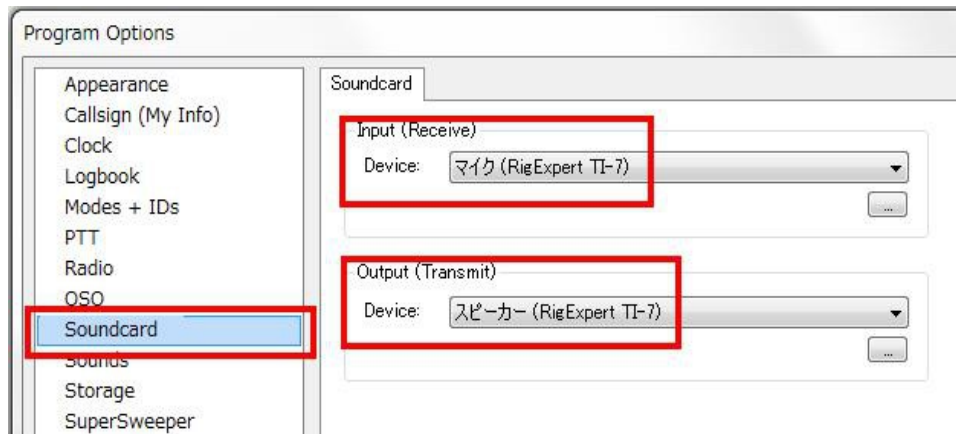 Program Options
Appearance
Callsign (My Info)
Clock
Logbook
Modes + IDs
PTT
Radio
QSO
Soundcard
Sounds
Storage
SuperSweeper
Soundcard
Input (Receive)
Device: マイク (RigExpert TI-7)
...
Output (Transmit)
Device: スピーカー (RigExpert TI-7)
...